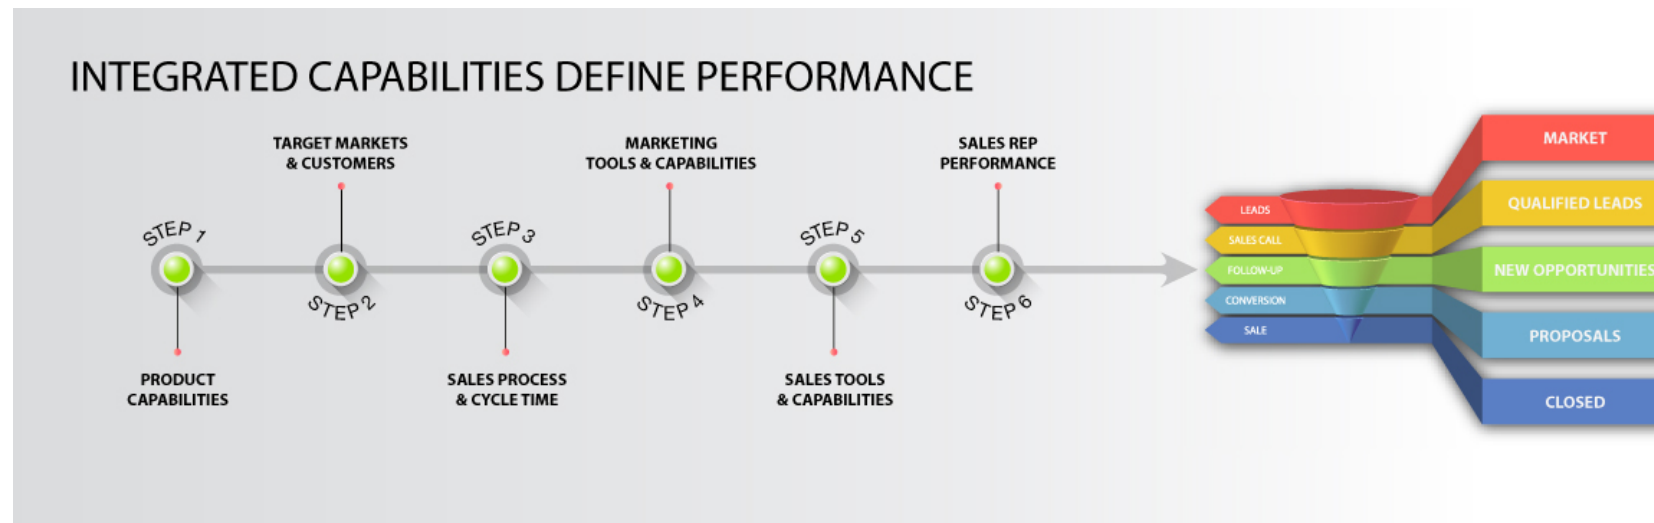 INTEGRATED CAPABILITIES DEFINE PERFORMANCE
TARGET MARKETS
& CUSTOMERS
MARKETING
TOOLS & CAPABILITIES
SALES REP
PERFORMANCE
STEP 1
STEP 2
STEP 3
STEP 4
STEP 5
STEP 6
PRODUCT
CAPABILITIES
SALES PROCESS
& CYCLE TIME
SALES TOOLS
& CAPABILITIES
LEADS
SALES CALL
FOLLOW-UP
CONVERSION
SALE
MARKET
QUALIFIED LEADS
NEW OPPORTUNITIES
PROPOSALS
CLOSED